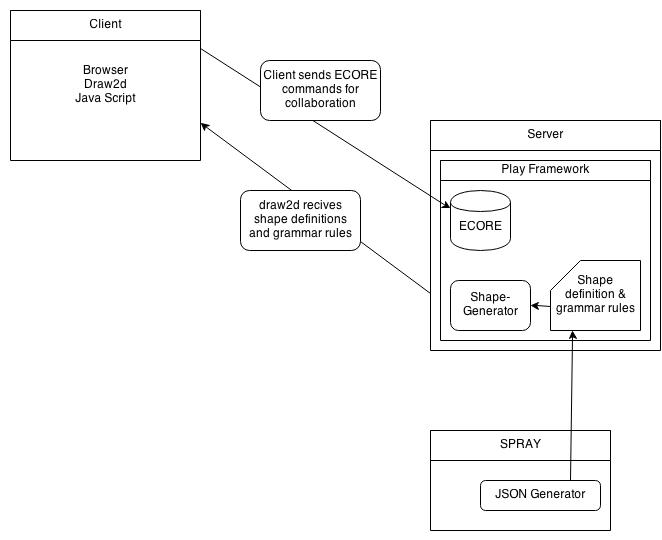 Client
Browser
Draw2d
Java Script
Client sends ECORE
commands for
collaboration
draw2d recives
shape definitions
and grammar rules
Server
Play Framework
ECORE
Shape-
Generator
Shape
definition &
grammar rules
SPRAY
JSON Generator